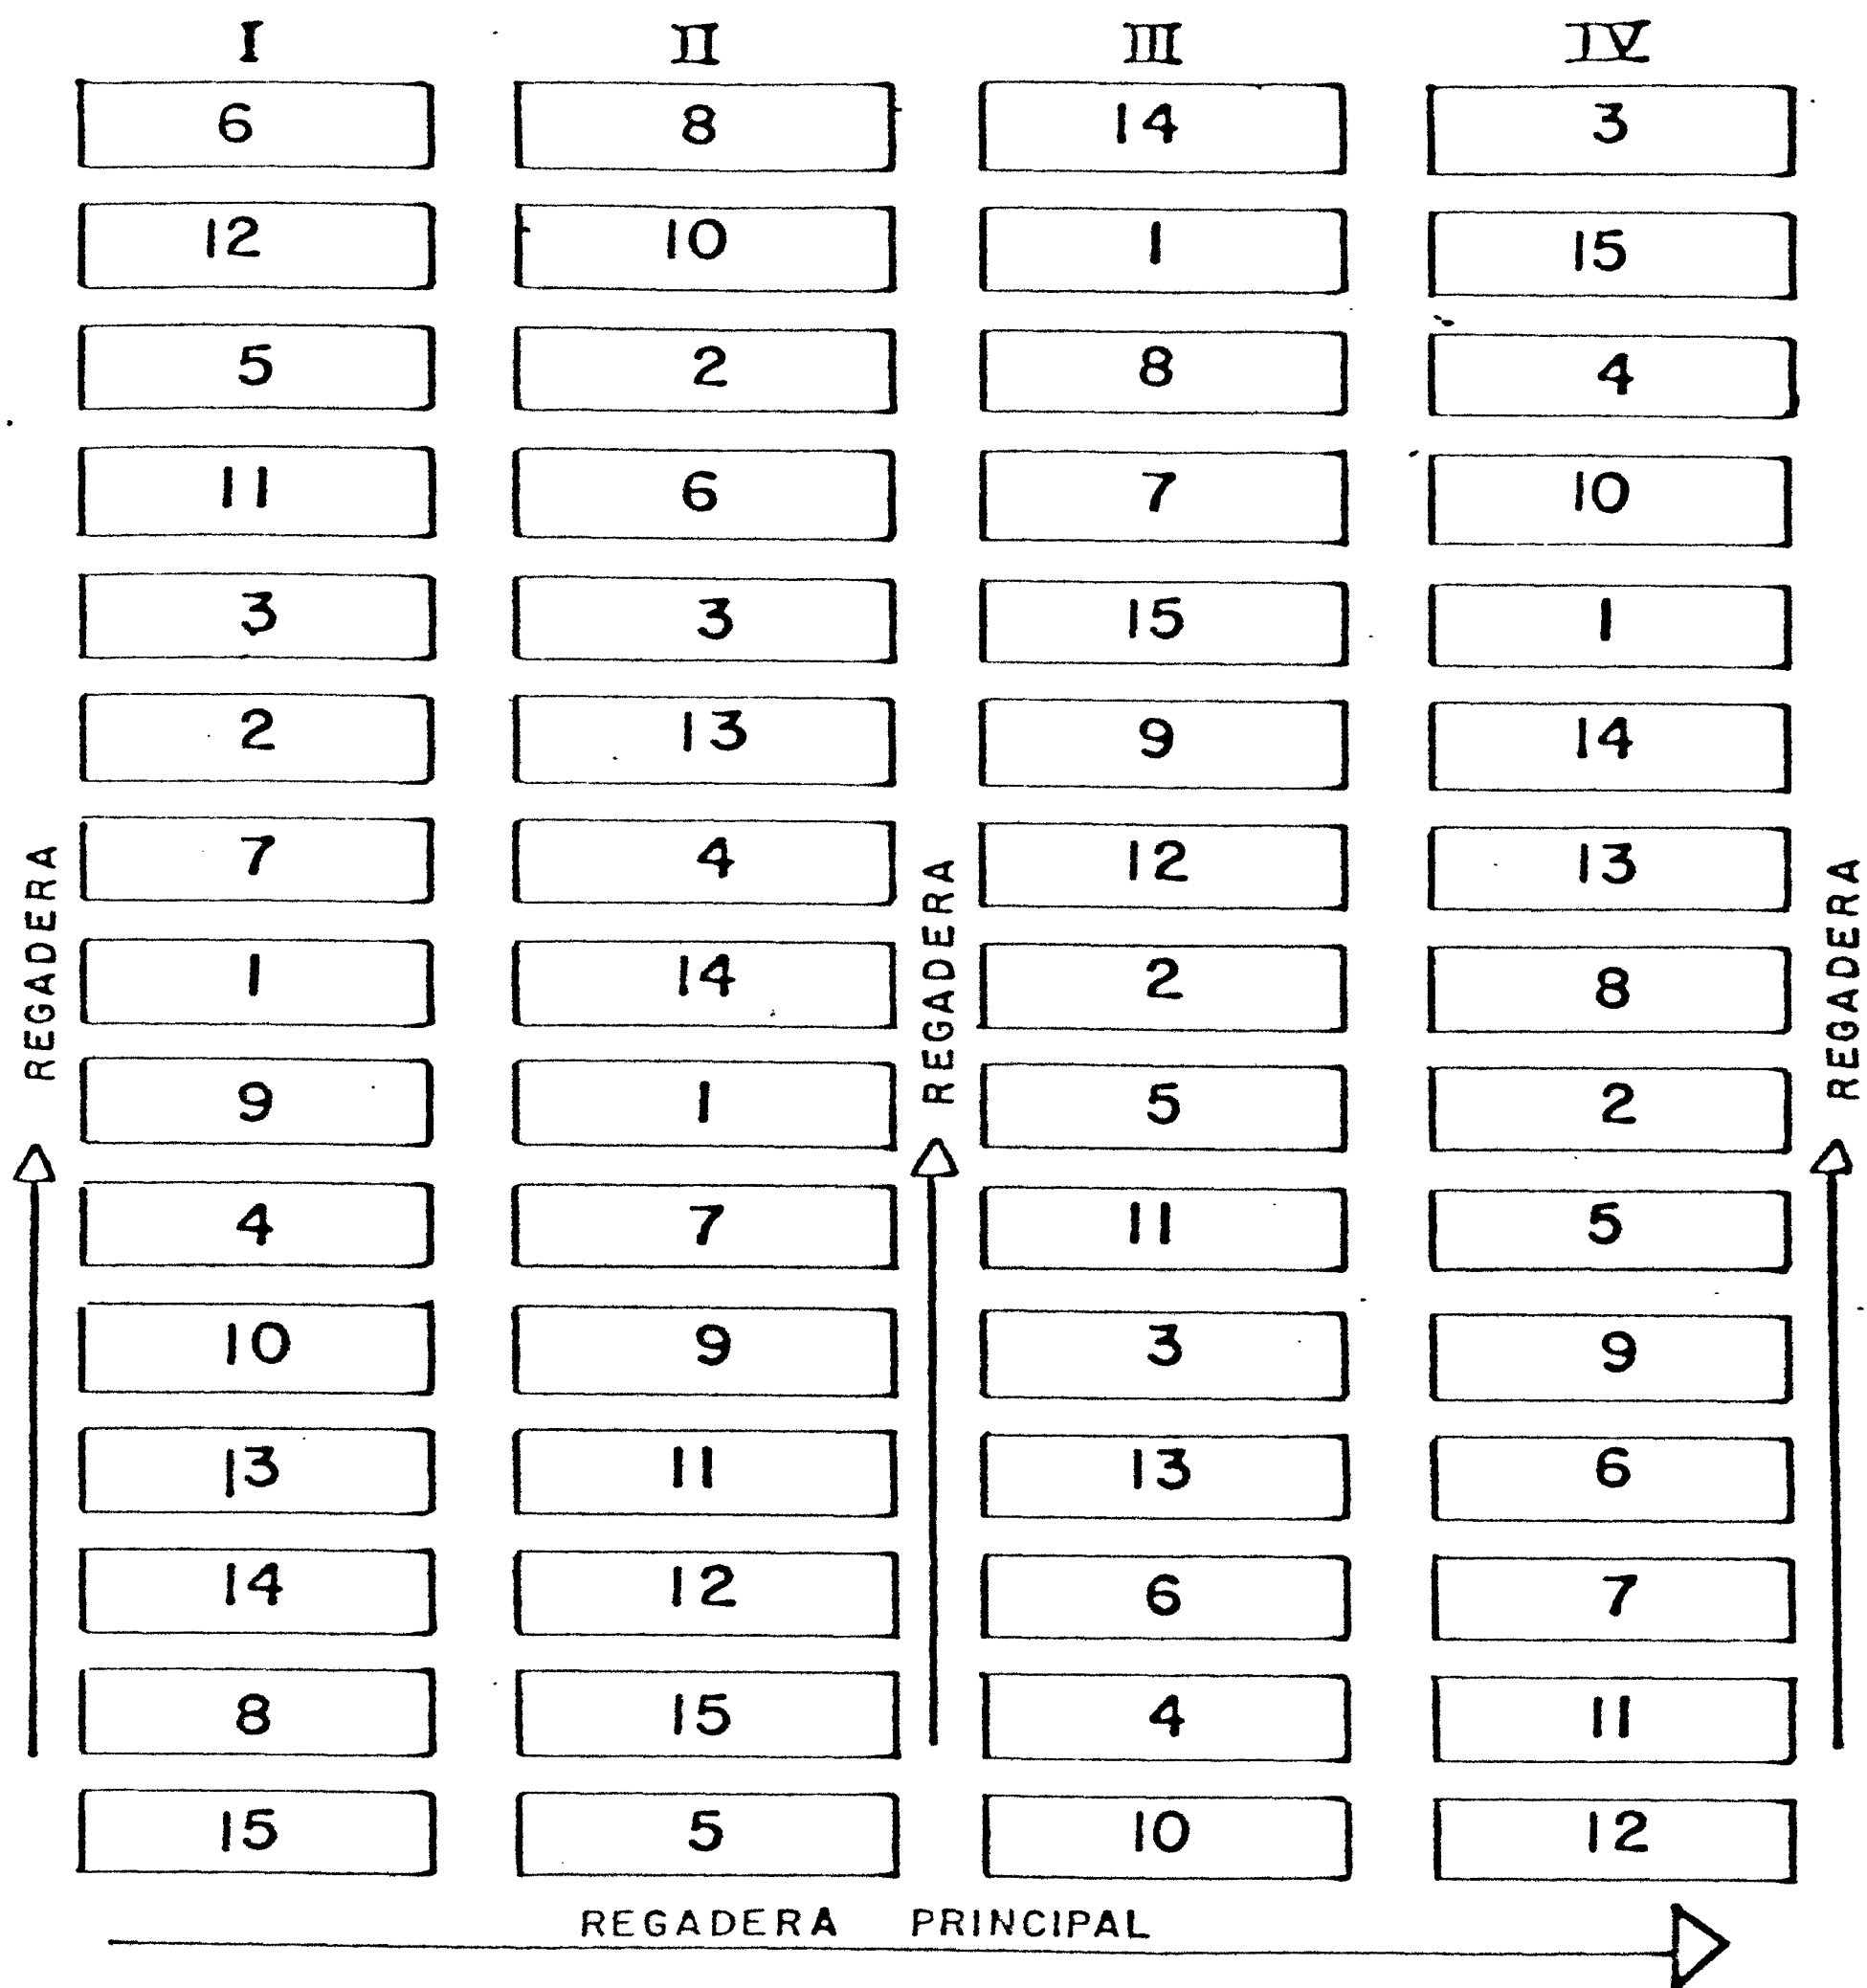 I II III IV
6 8 14 3
12 10 1 15
5 2 8 4
11 6 7 10
3 3 15 1
2 13 9 14
7 4 12 13
1 14 2 8
9 1 5 2
4 7 11 5
10 9 3 9
13 11 13 6
14 12 6 7
8 15 4 11
15 5 10 12
REGADERA
REGADERA
REGADERA
REGADERA PRINCIPAL